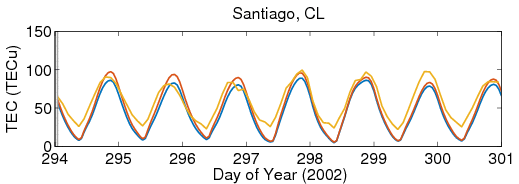 Santiago, CL
150
100
50
0
TEC (TECu)
294 295 296 297 298 299 300 301
Day of Year (2002)